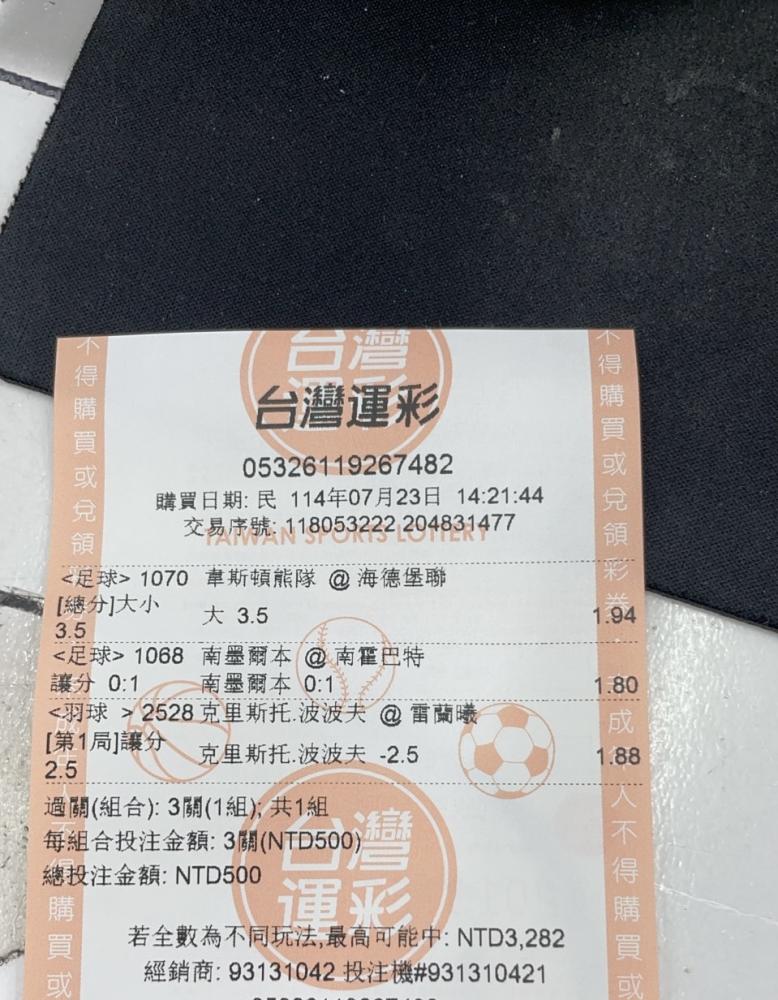 台灣運彩
台灣運彩
05326119267482
購買日期: 民 114年07月23日 14:21:44
交易序號: 118053222 204831477
TAIWAN SPORTS LOTTERY
<足球> 1070 韋斯頓熊隊 @ 海德堡聯
[總分]大小
3.5 大 3.5 1.94
<足球> 1068 南墨爾本 @ 南霍巴特
讓分 0:1 南墨爾本 0:1 1.80
<羽球 > 2528 克里斯托.波波夫 @ 雷蘭曦
[第1局]讓分
2.5 克里斯托.波波夫 -2.5 1.88
過關(組合): 3關(1組); 共1組
每組合投注金額: 3關(NTD500)
總投注金額: NTD500
台灣運彩
若全數為不同玩法,最高可能中: NTD3,282
經銷商: 93131042 投注機#931310421
不得購買或兌領
得購買或
不得購買或兌領彩券
成年人不得購買或